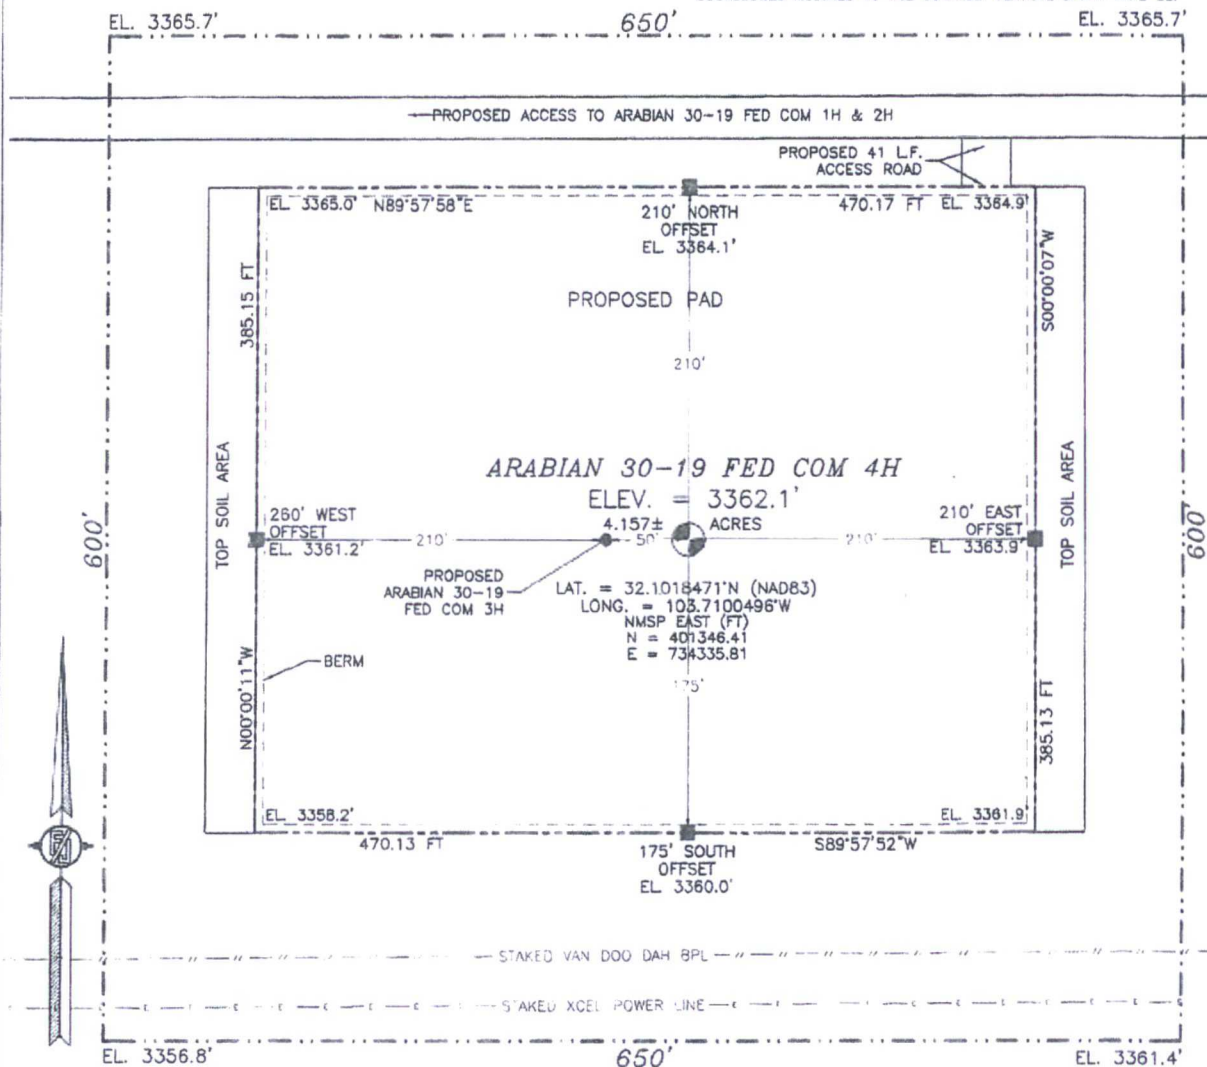 EL. 3365.7'
650'
EL. 3365.7'
PROPOSED ACCESS TO ARABIAN 30-19 FED COM 1H & 2H
PROPOSED 41 L.F.
ACCESS ROAD
EL. 3365.0' N89°57'58"E
210' NORTH
OFFSET
EL. 3364.1'
470.17 FT EL. 3364.9'
385.15 FT
S00°00'07"W
PROPOSED PAD
210'
TOP SOIL AREA
TOP SOIL AREA
ARABIAN 30-19 FED COM 4H
ELEV. = 3362.1'
4.157± ACRES
600'
600'
260' WEST
OFFSET
EL. 3361.2'
210'
50'
210'
210' EAST
OFFSET
EL. 3363.9'
PROPOSED
ARABIAN 30-19
FED COM 3H
LAT. = 32.1018471°N (NAD83)
LONG. = 103.7100496°W
NMSP EAST (FT)
N = 401346.41
E = 734335.81
BERM
175'
N00°00'11"W
385.13 FT
EL. 3358.2'
EL. 3361.9'
470.13 FT
175' SOUTH
OFFSET
EL. 3360.0'
S89°57'52"W
STAKED VAN DOO DAH BPL
STAKED XCEL POWER LINE
EL. 3356.8'
650'
EL. 3361.4'